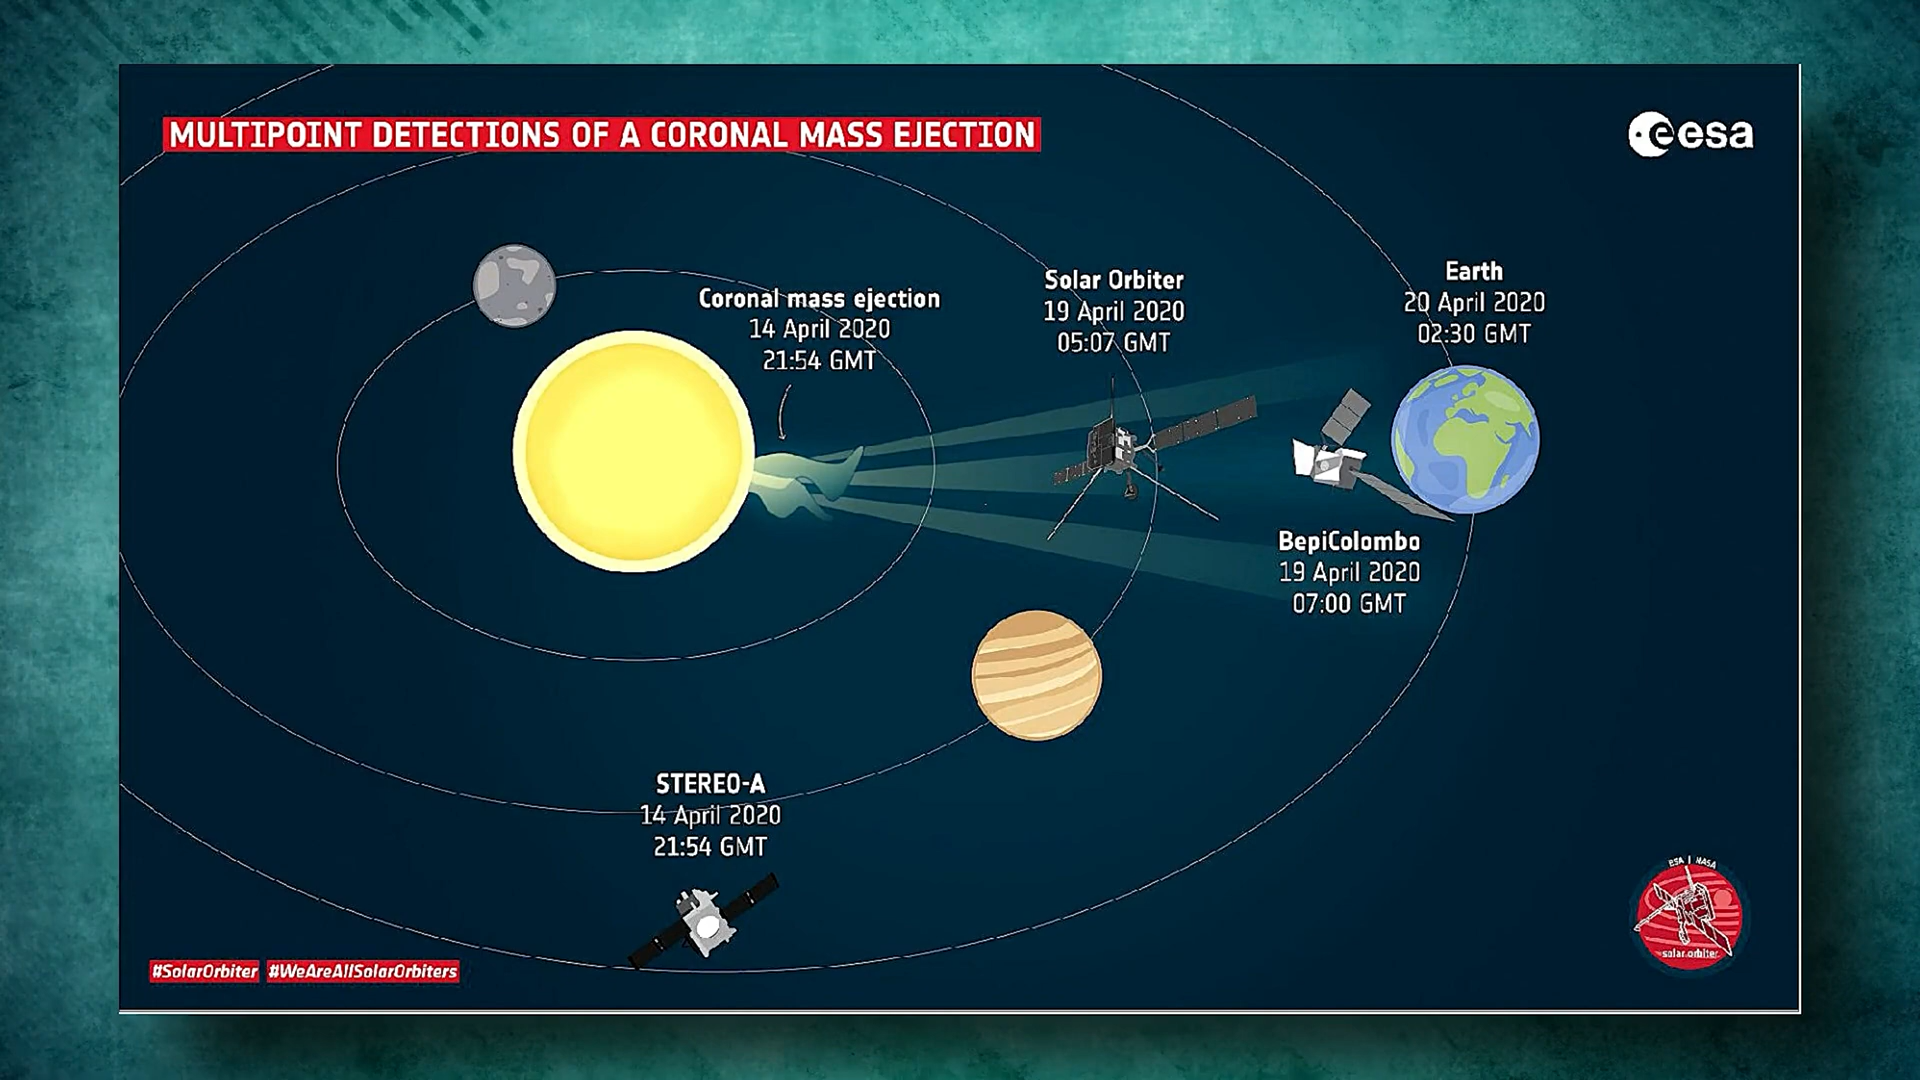 MULTIPOINT DETECTIONS OF A CORONAL MASS EJECTION
esa
Coronal mass ejection
14 April 2020
21:54 GMT
Solar Orbiter
19 April 2020
05:07 GMT
Earth
20 April 2020
02:30 GMT
BepiColombo
19 April 2020
07:00 GMT
STEREO-A
14 April 2020
21:54 GMT
ESA | NASA
solar orbiter
#SolarOrbiter #WeAreAllSolarOrbiters